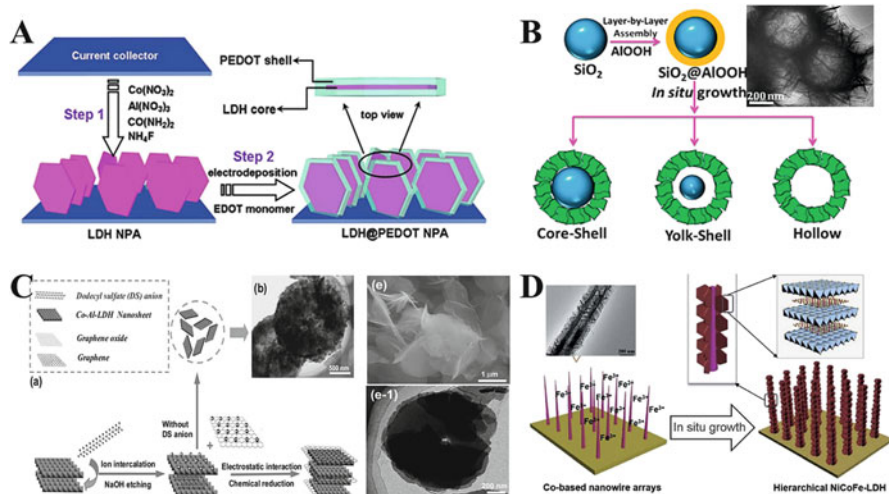 A
Current collector
Co(NO3)2
Al(NO3)3
CO(NH2)2
NH4F
Step 1
LDH NPA
PEDOT shell
LDH core
top view
Step 2
electrodeposition
EDOT monomer
LDH@PEDOT NPA
B
SiO2
Layer-by-Layer
Assembly
AlOOH
SiO2@AlOOH
In situ growth
200 nm
Core-Shell
Yolk-Shell
Hollow
C
Dodecyl sulfate (DS) anion
Co-Al-LDH Nanosheet
Graphene oxide
Graphene
(a)
(b)
500 nm
(e)
1 μm
(e-1)
200 nm
Without
DS anion
Ion intercalation
NaOH etching
Electrostatic interaction
Chemical reduction
D
Fe3+
Fe3+
Fe3+
Fe3+
Fe3+
Fe3+
Fe3+
Fe3+
In situ growth
Co-based nanowire arrays
Hierarchical NiCoFe-LDH